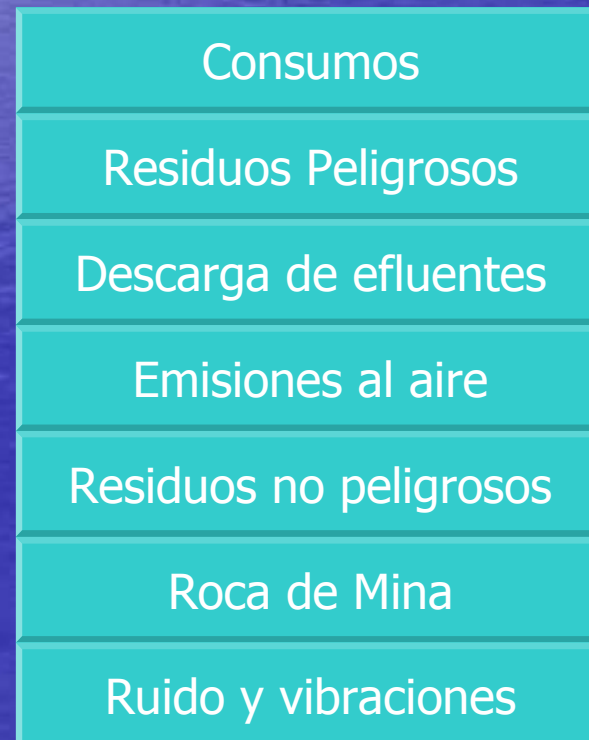 Consumos
Residuos Peligrosos
Descarga de efluentes
Emisiones al aire
Residuos no peligrosos
Roca de Mina
Ruido y vibraciones